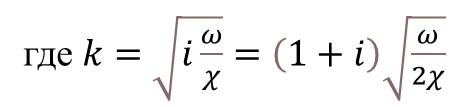 где k = √(i ω/χ) = (1 + i)√(ω/2χ)